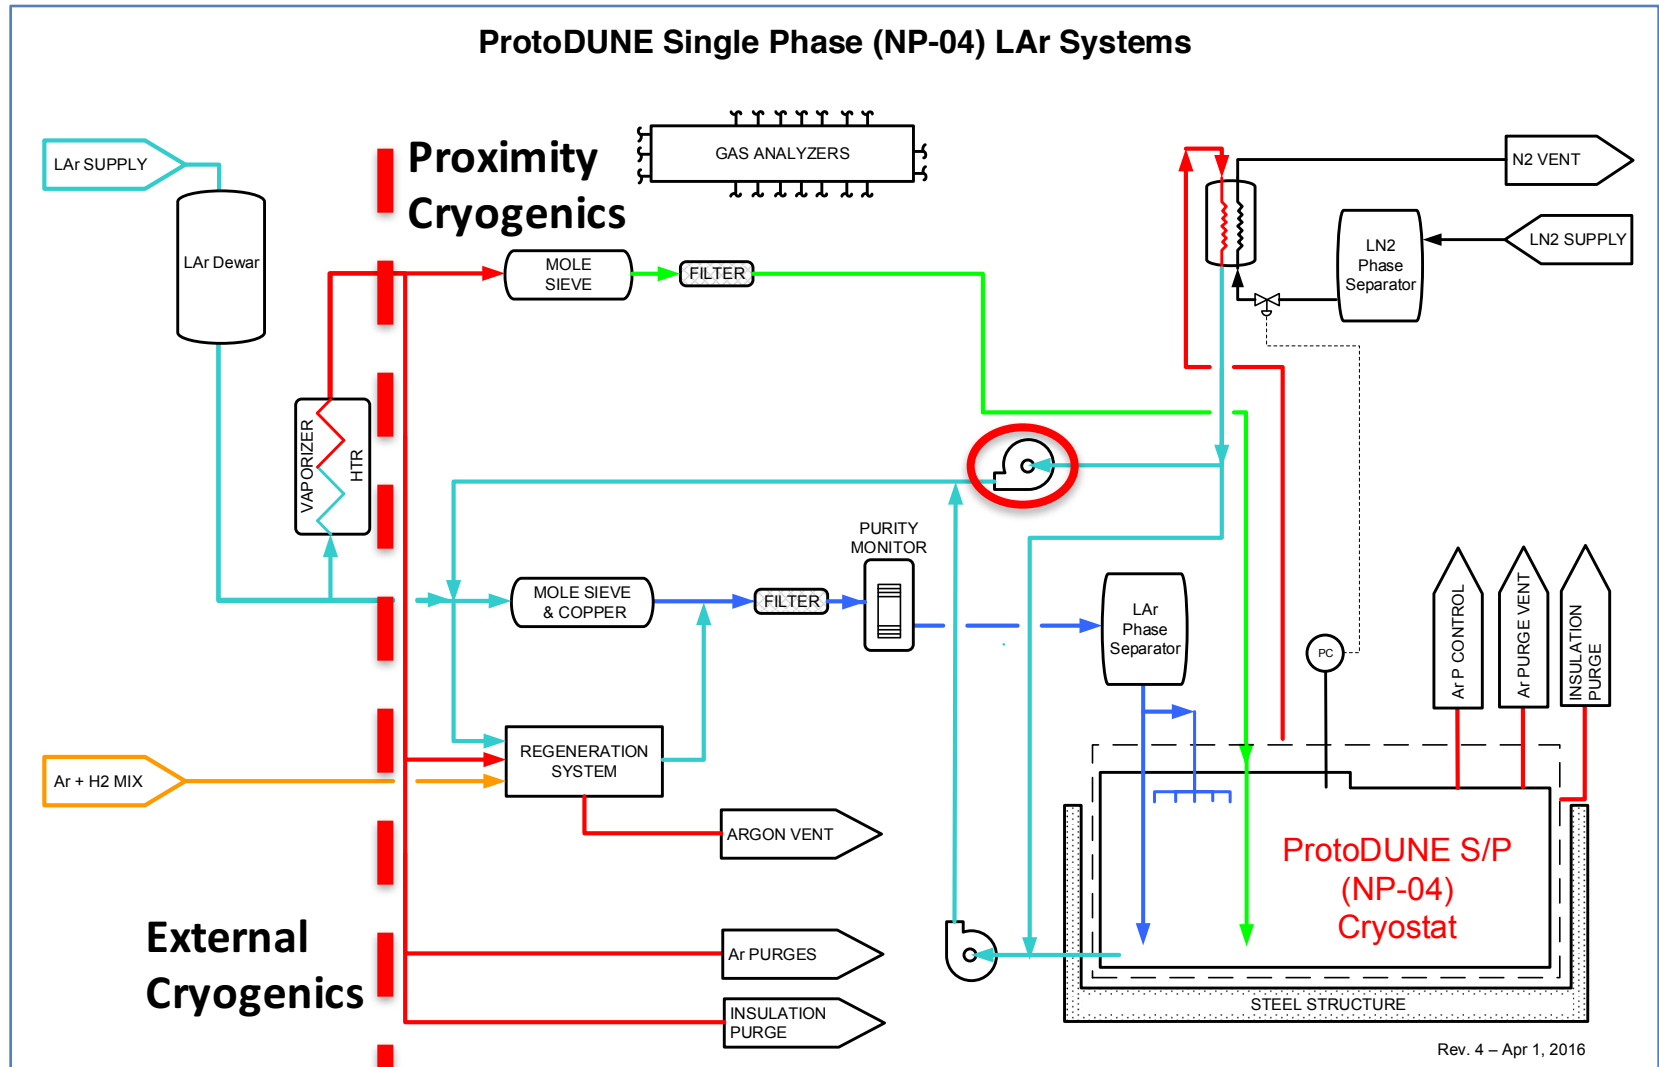 ProtoDUNE Single Phase (NP-04) LAr Systems
LAr SUPPLY
Proximity
Cryogenics
GAS ANALYZERS
N2 VENT
LN2 SUPPLY
LN2
Phase
Separator
LAr Dewar
MOLE
SIEVE
FILTER
VAPORIZER
HTR
PURITY
MONITOR
MOLE SIEVE
& COPPER
FILTER
LAr
Phase
Separator
PC
Ar P CONTROL
Ar PURGE VENT
INSULATION
PURGE
REGENERATION
SYSTEM
Ar + H2 MIX
ARGON VENT
ProtoDUNE S/P
(NP-04)
Cryostat
External
Cryogenics
Ar PURGES
INSULATION
PURGE
STEEL STRUCTURE
Rev. 4 – Apr 1, 2016